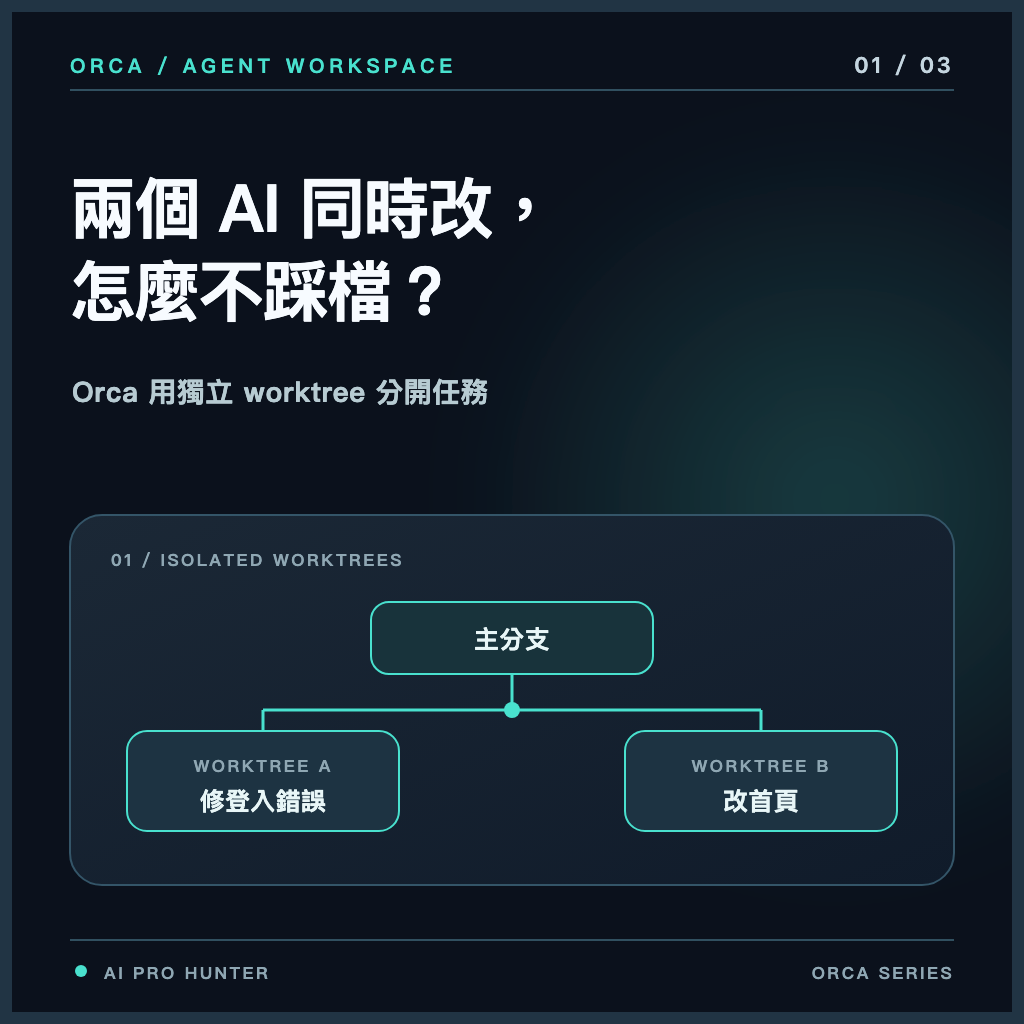 ORCA / AGENT WORKSPACE
01 / 03
兩個 AI 同時改，
怎麼不踩檔？
Orca 用獨立 worktree 分開任務
01 / ISOLATED WORKTREES
主分支
WORKTREE A
修登入錯誤
WORKTREE B
改首頁
AI PRO HUNTER
ORCA SERIES